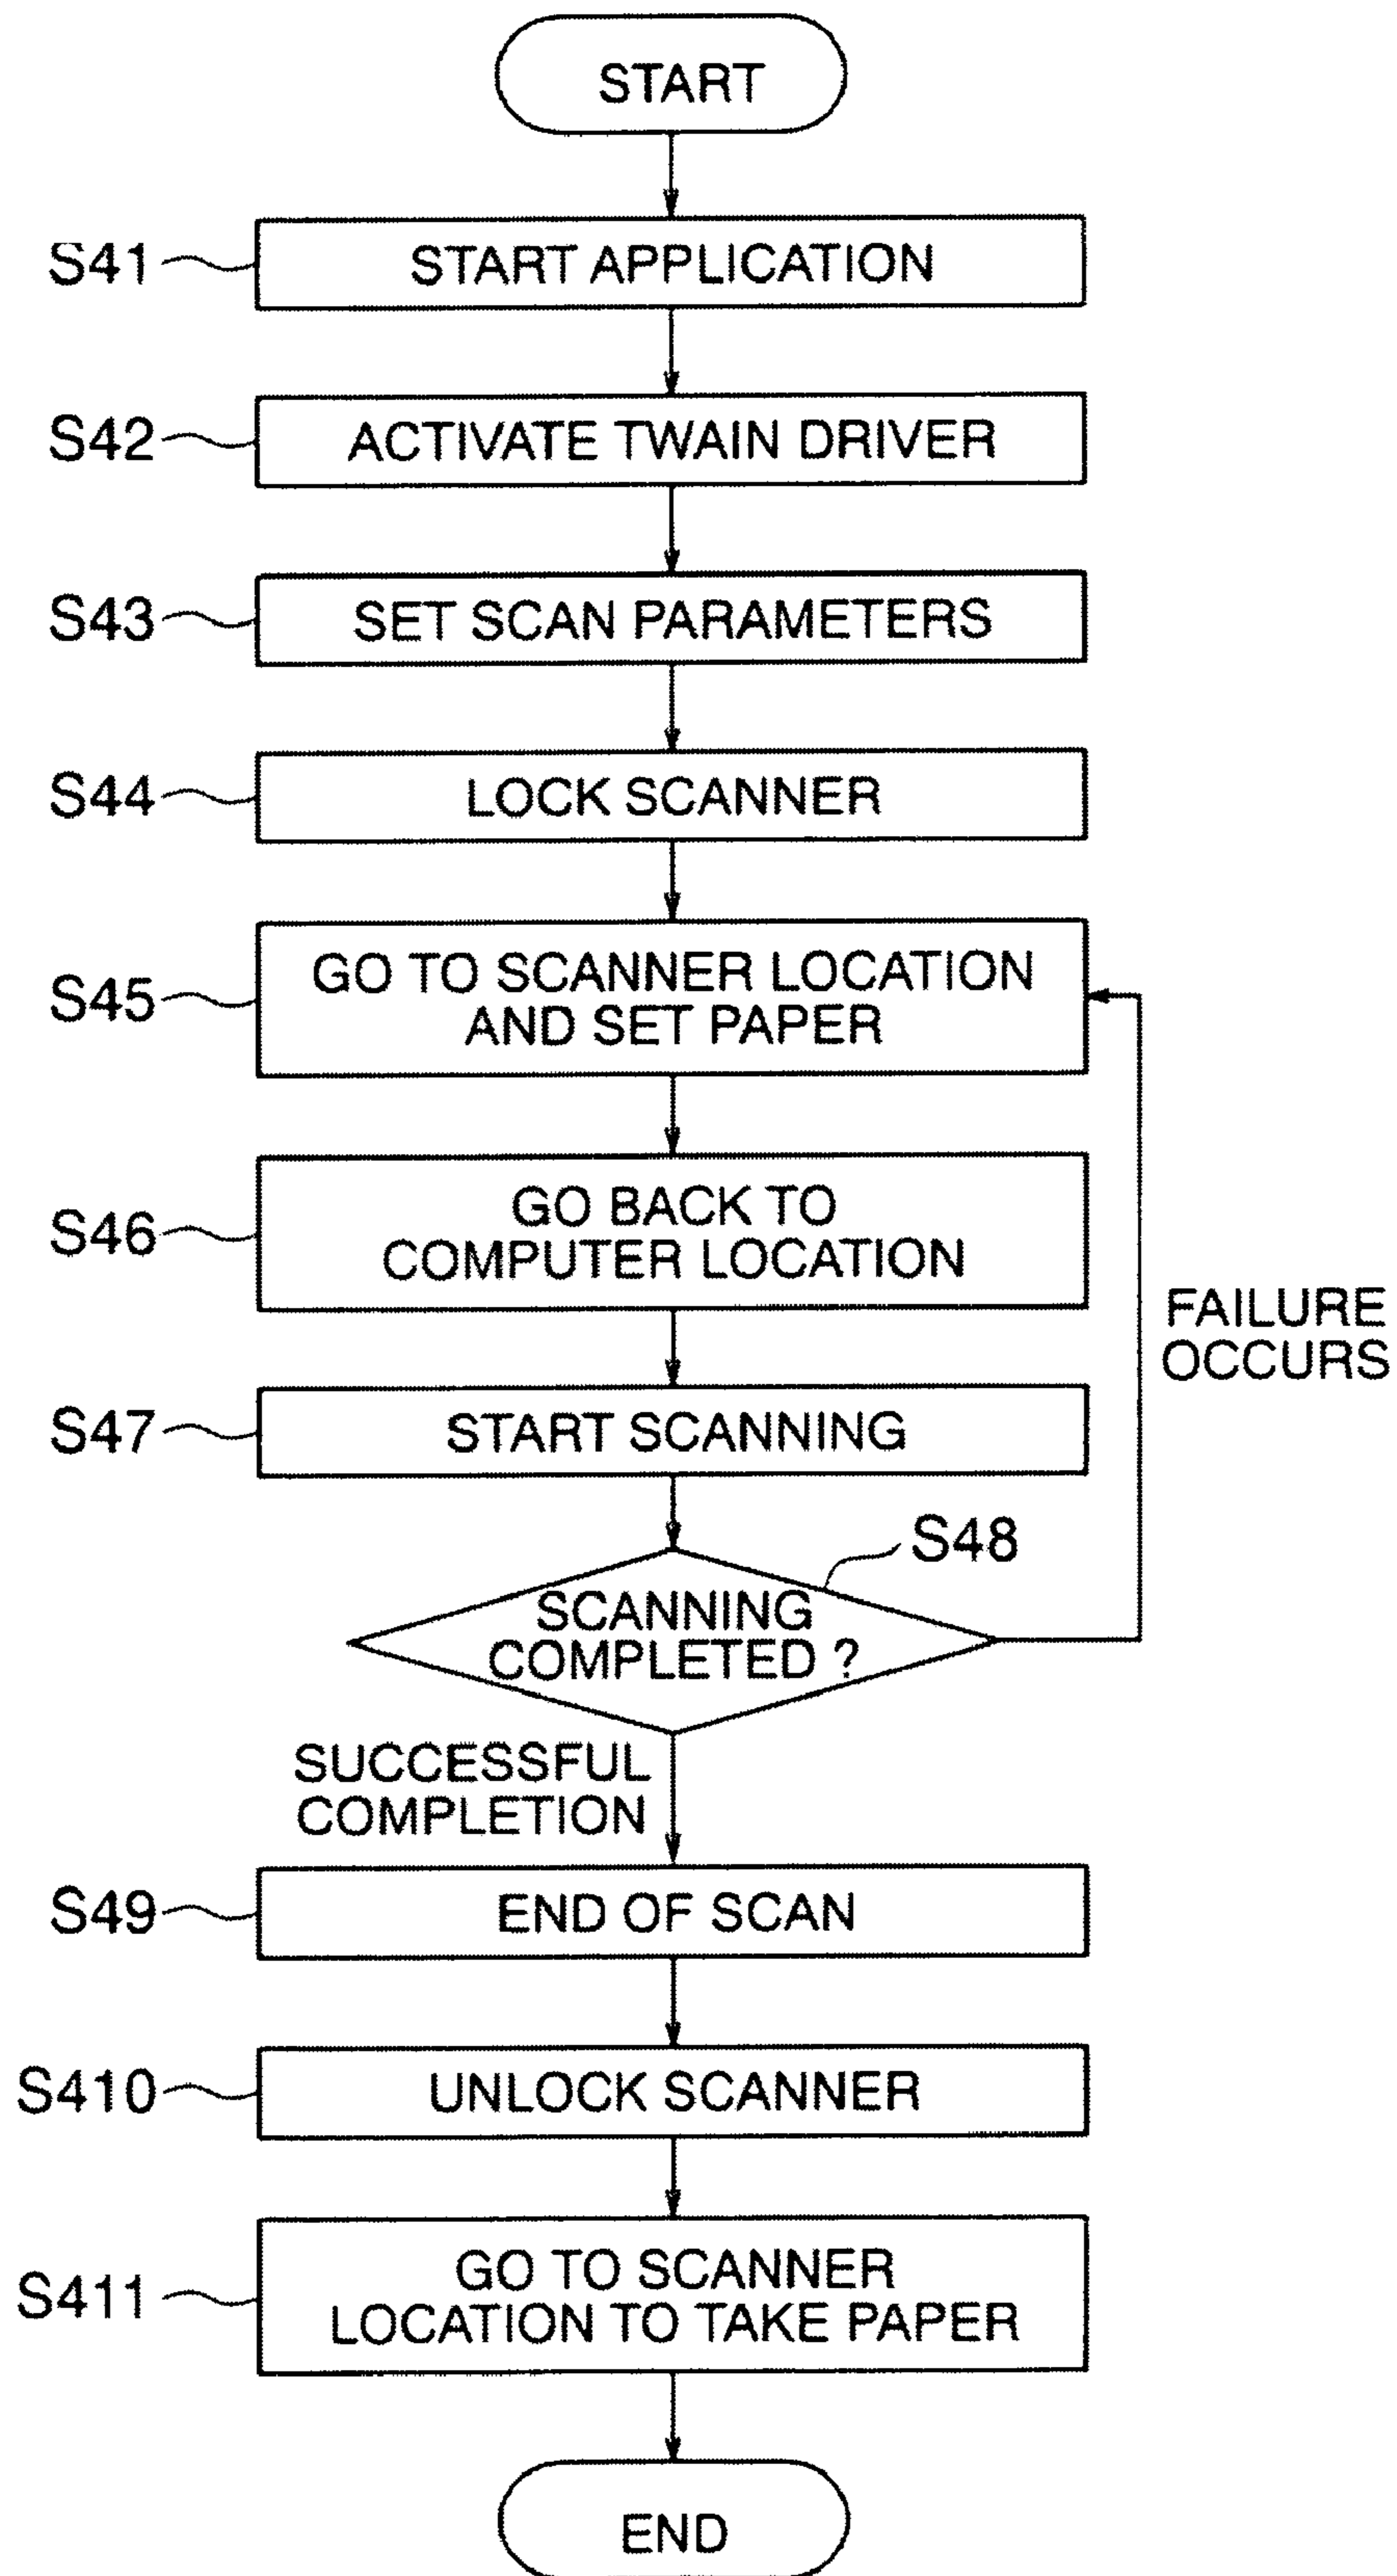 START
S41
START APPLICATION
S42
ACTIVATE TWAIN DRIVER
S43
SET SCAN PARAMETERS
S44
LOCK SCANNER
S45
GO TO SCANNER LOCATION
AND SET PAPER
S46
GO BACK TO
COMPUTER LOCATION
FAILURE
OCCURS
S47
START SCANNING
S48
SCANNING
COMPLETED ?
SUCCESSFUL
COMPLETION
S49
END OF SCAN
S410
UNLOCK SCANNER
S411
GO TO SCANNER
LOCATION TO TAKE PAPER
END